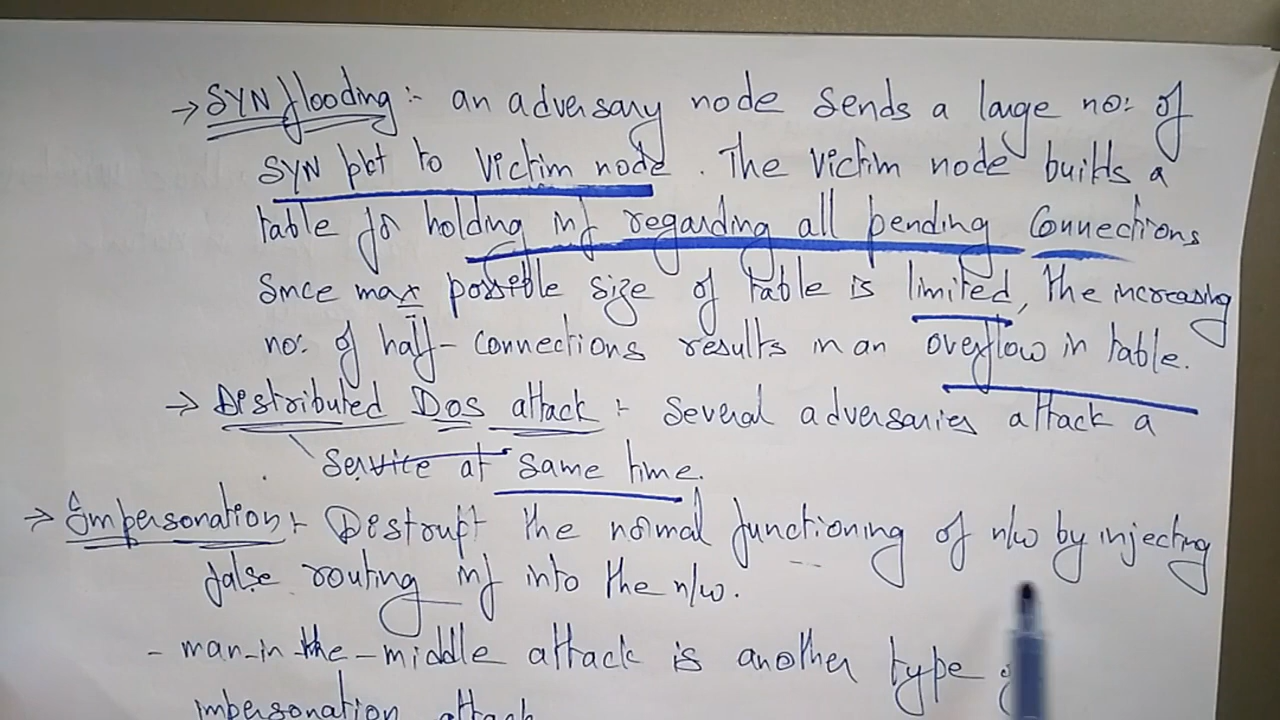 → SYN flooding :- an adversary node sends a large no: of
SYN pkt to victim node. The victim node builds a
table for holding inf regarding all pending connections
Since max possible size of table is limited, the increasing
no: of half-connections results in an overflow in table.
→ Distributed DOS attack :- Several adversaries attack a
service at same time.
→ Impersonation :- Distrupt the normal functioning of n/w by injecting
false routing inf into the n/w.
- man-in-the-middle attack is another type
impersonation attack